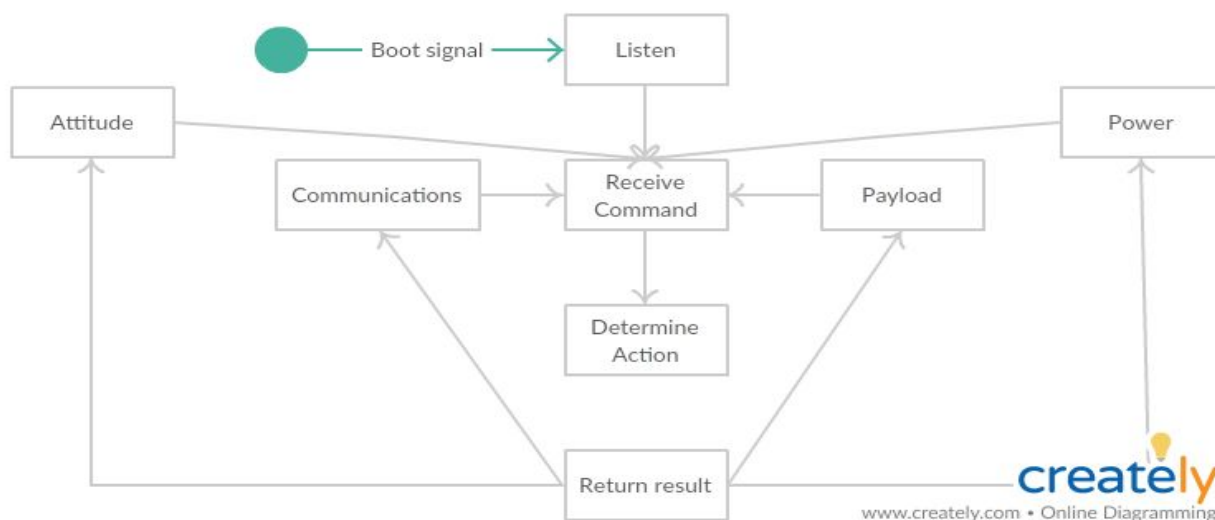 Boot signal
Listen
Attitude
Power
Communications
Receive
Command
Payload
Determine
Action
Return result
creately
www.creately.com • Online Diagramming